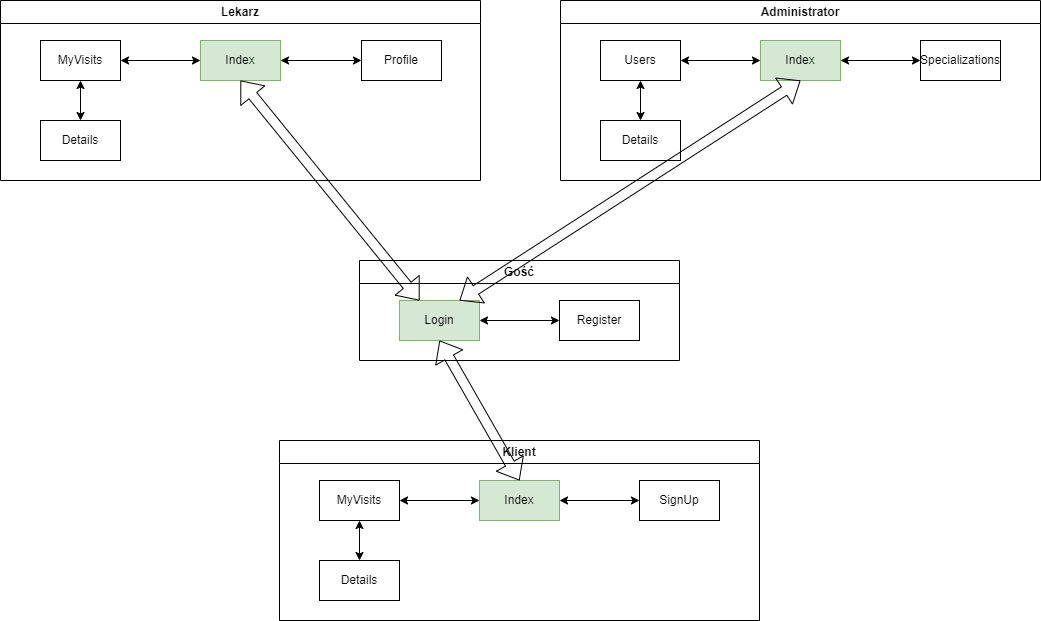 Lekarz
MyVisits
Index
Profile
Details
Administrator
Users
Index
Specializations
Details
Gość
Login
Register
Klient
MyVisits
Index
SignUp
Details